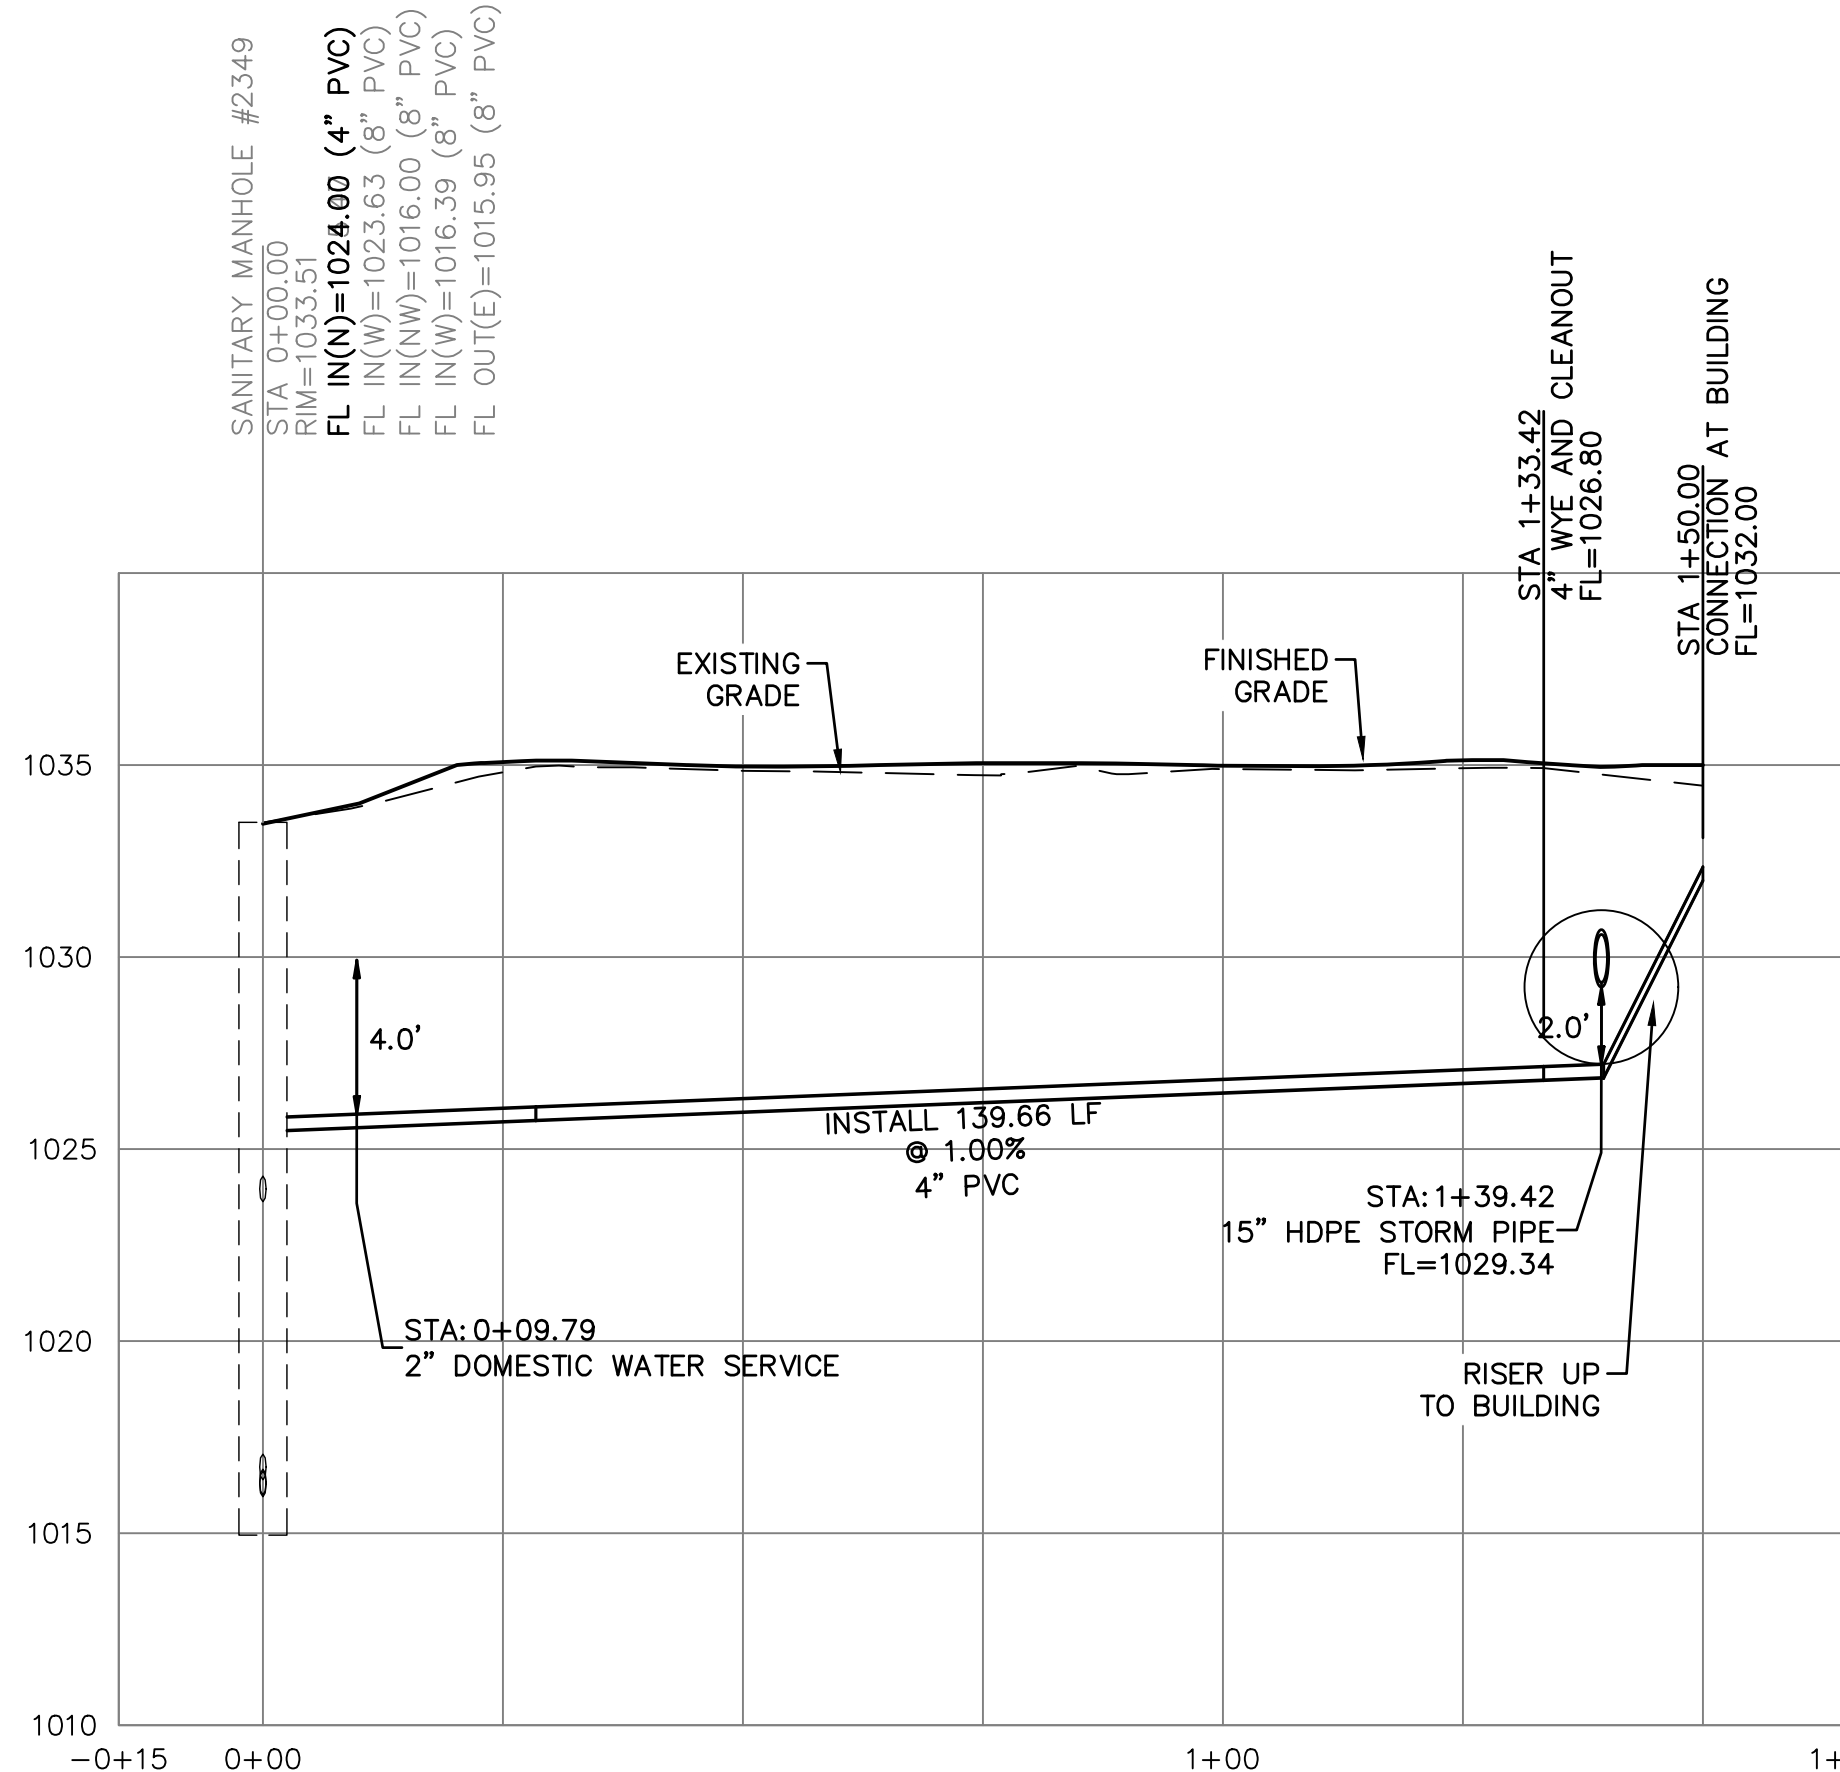 SANITARY MANHOLE #2349
STA 0+00.00
RIM=1033.51
FL IN(N)=1024.00 (4" PVC)
FL IN(W)=1023.63 (8" PVC)
FL IN(NW)=1016.00 (8" PVC)
FL IN(W)=1016.39 (8" PVC)
FL OUT(E)=1015.95 (8" PVC)
STA 1+33.42
4" WYE AND CLEANOUT
FL=1026.80
STA 1+50.00
CONNECTION AT BUILDING
FL=1032.00
EXISTING
GRADE
FINISHED
GRADE
1035
1030
1025
1020
1015
1010
4.0'
2.0'
INSTALL 139.66 LF
@ 1.00%
4" PVC
STA:1+39.42
15" HDPE STORM PIPE
FL=1029.34
STA:0+09.79
2" DOMESTIC WATER SERVICE
RISER UP
TO BUILDING
-0+15
0+00
1+00
1+